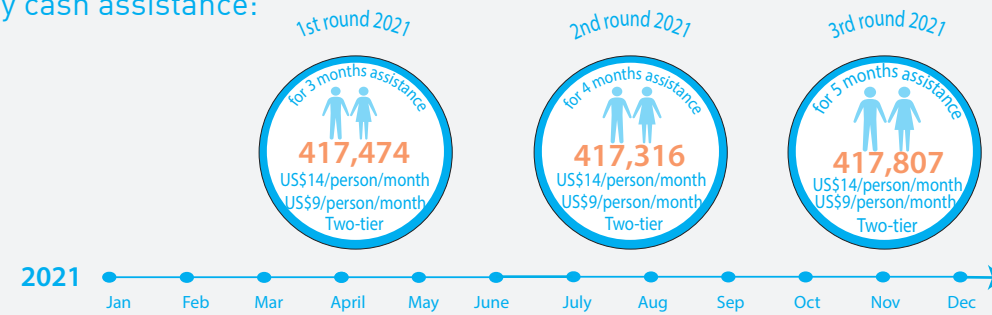 y cash assistance:
1st round 2021
for 3 months assistance
417,474
US$14/person/month
US$9/person/month
Two-tier
2nd round 2021
for 4 months assistance
417,316
US$14/person/month
US$9/person/month
Two-tier
3rd round 2021
for 5 months assistance
417,807
US$14/person/month
US$9/person/month
Two-tier
2021
Jan Feb Mar April May June July Aug Sep Oct Nov Dec